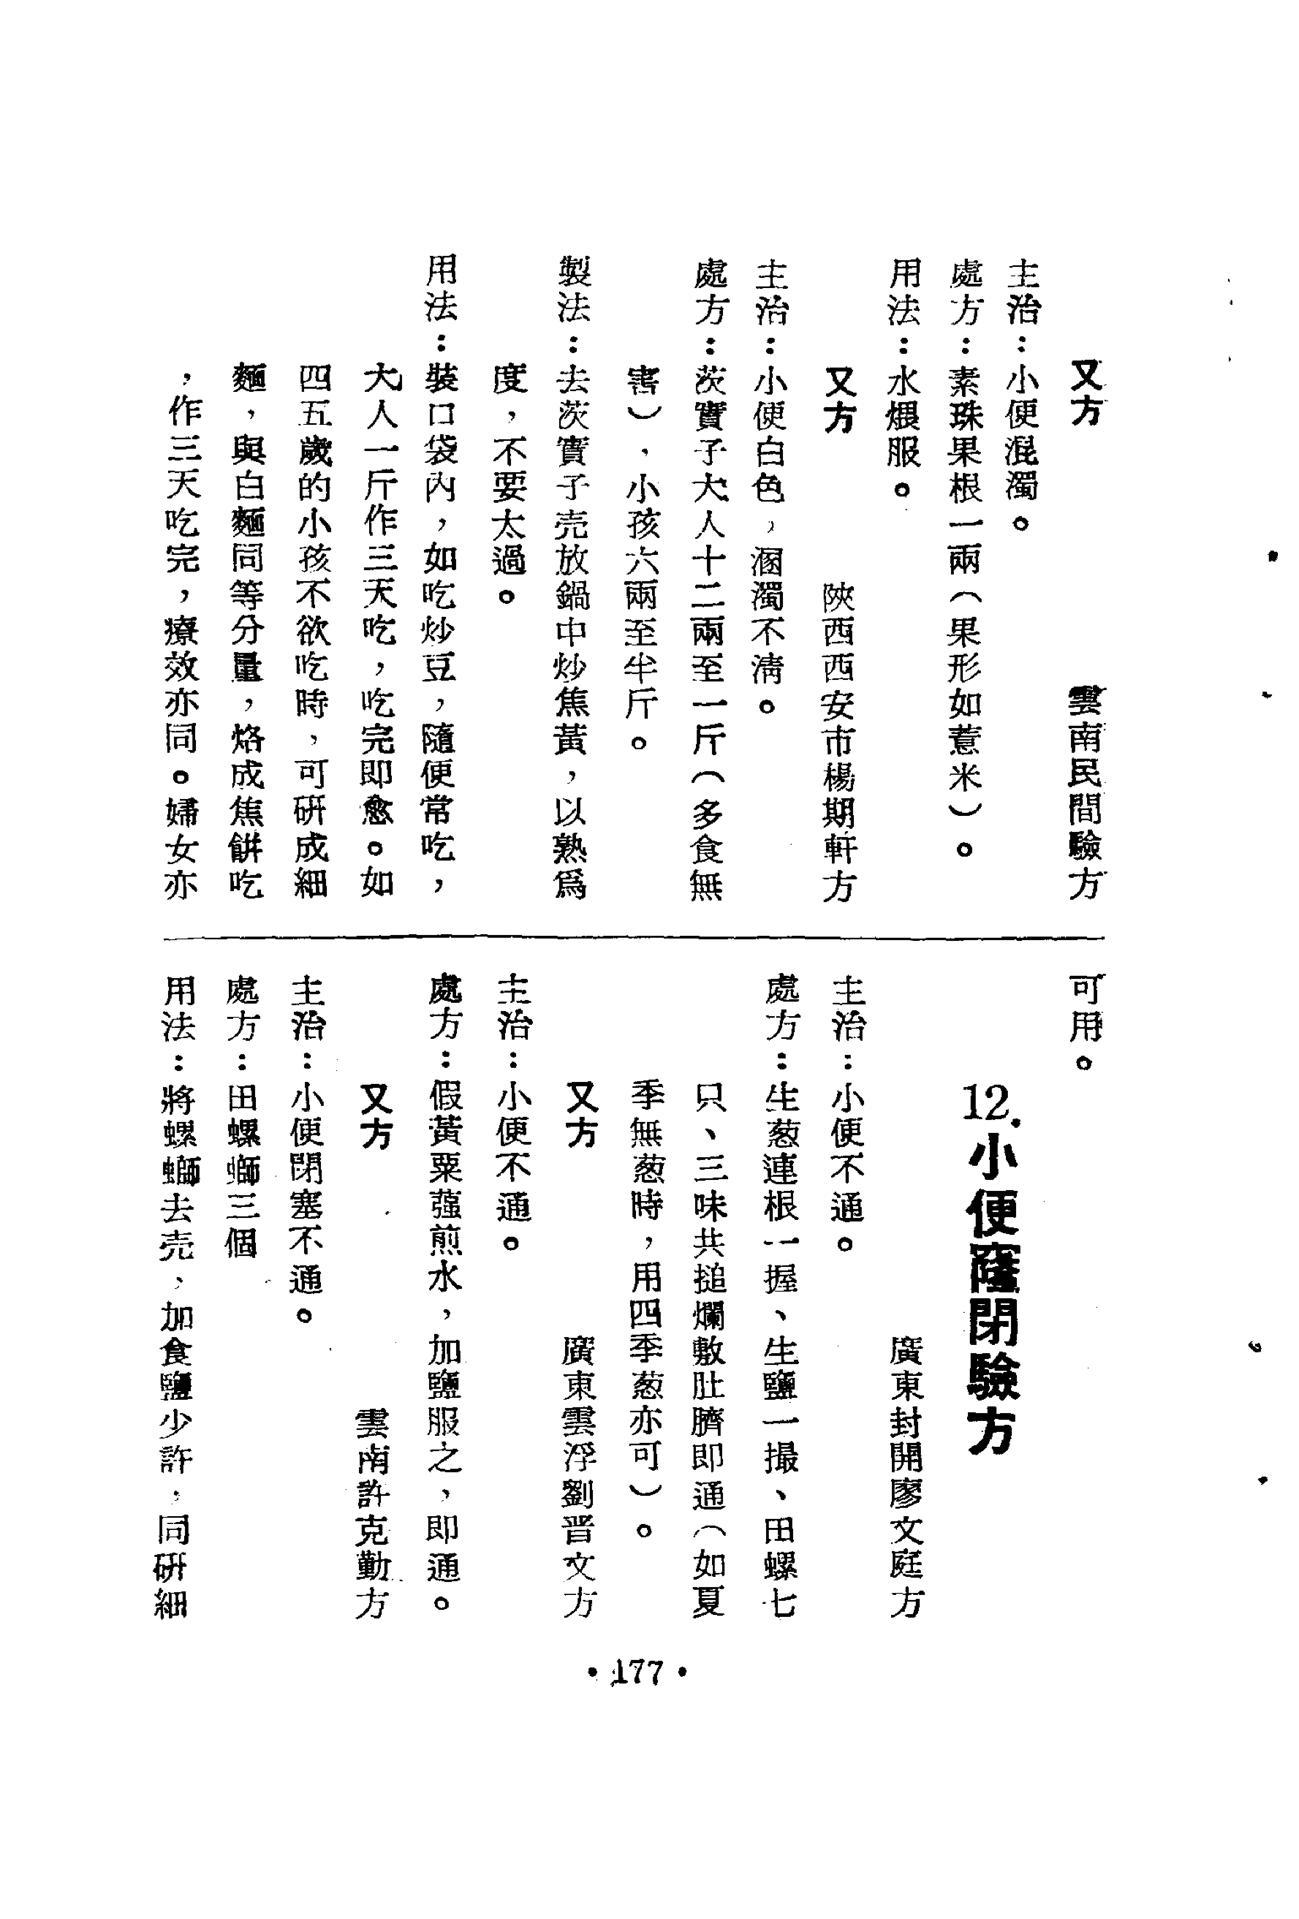 又方　雲南民間驗方
主治：小便混濁。
處方：素珠果根一兩（果形如薏米）。
用法：水煨服。
又方　陝西西安市楊期軒方
主治：小便白色，溷濁不清。
處方：茨實子大人十二兩至一斤（多食無
害），小孩六兩至半斤。
製法：去茨實子壳放鍋中炒焦黃，以熟爲
度，不要太過。
用法：裝口袋內，如吃炒豆，隨便常吃，
大人一斤作三天吃，吃完即愈。如
四五歲的小孩不欲吃時，可研成細
麵，與白麵同等分量，烙成焦餅吃
，作三天吃完，療效亦同。婦女亦
可用。
12.小便窿閉驗方
廣東封開廖文庭方
主治：小便不通。
處方：生葱連根一握、生鹽一撮、田螺七
只、三味共搥爛敷肚臍即通（如夏
季無葱時，用四季葱亦可）。
又方　廣東雲浮劉晋文方
主治：小便不通。
處方：假黃粟薓煎水，加鹽服之，即通。
又方　雲南許克勤方
主治：小便閉塞不通。
處方：田螺螄三個
用法：將螺螄去壳，加食鹽少許，同研細
•177•